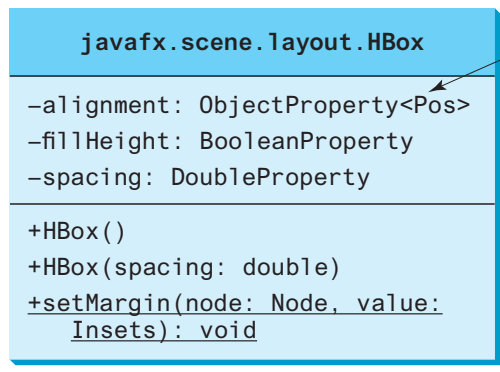 javafx.scene.layout.HBox
–alignment: ObjectProperty<Pos>
–fillHeight: BooleanProperty
–spacing: DoubleProperty
+HBox()
+HBox(spacing: double)
+setMargin(node: Node, value:
Insets): void